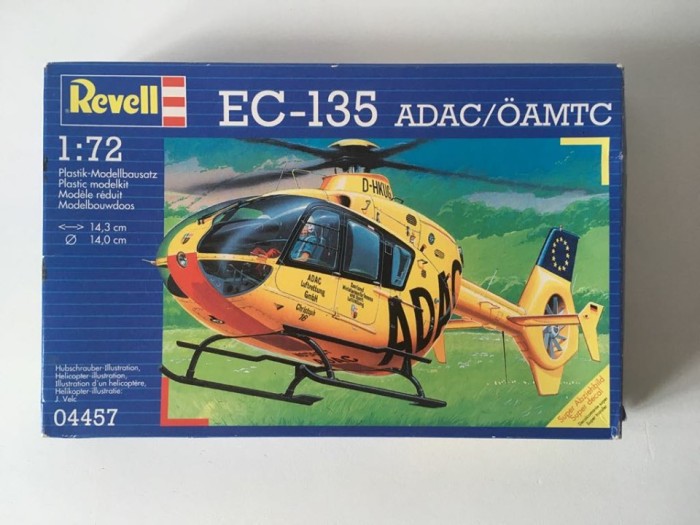 Revell
EC-135 ADAC/ÖAMTC
1:72
Plastik-Modellbausatz
Plastic modelkit
Modèle réduit
Modelbouwdoos
14,3 cm
Ø 14,0 cm
D-HKUG
ADAC
Luftrettung
GmbH
Christoph
ADAC
Hubschrauber-Illustration,
Helicopter-illustration,
Illustration d'un helicoptère,
Helikopter-illustratie:
J. Velc
04457
Super Abziehbild
Super decal